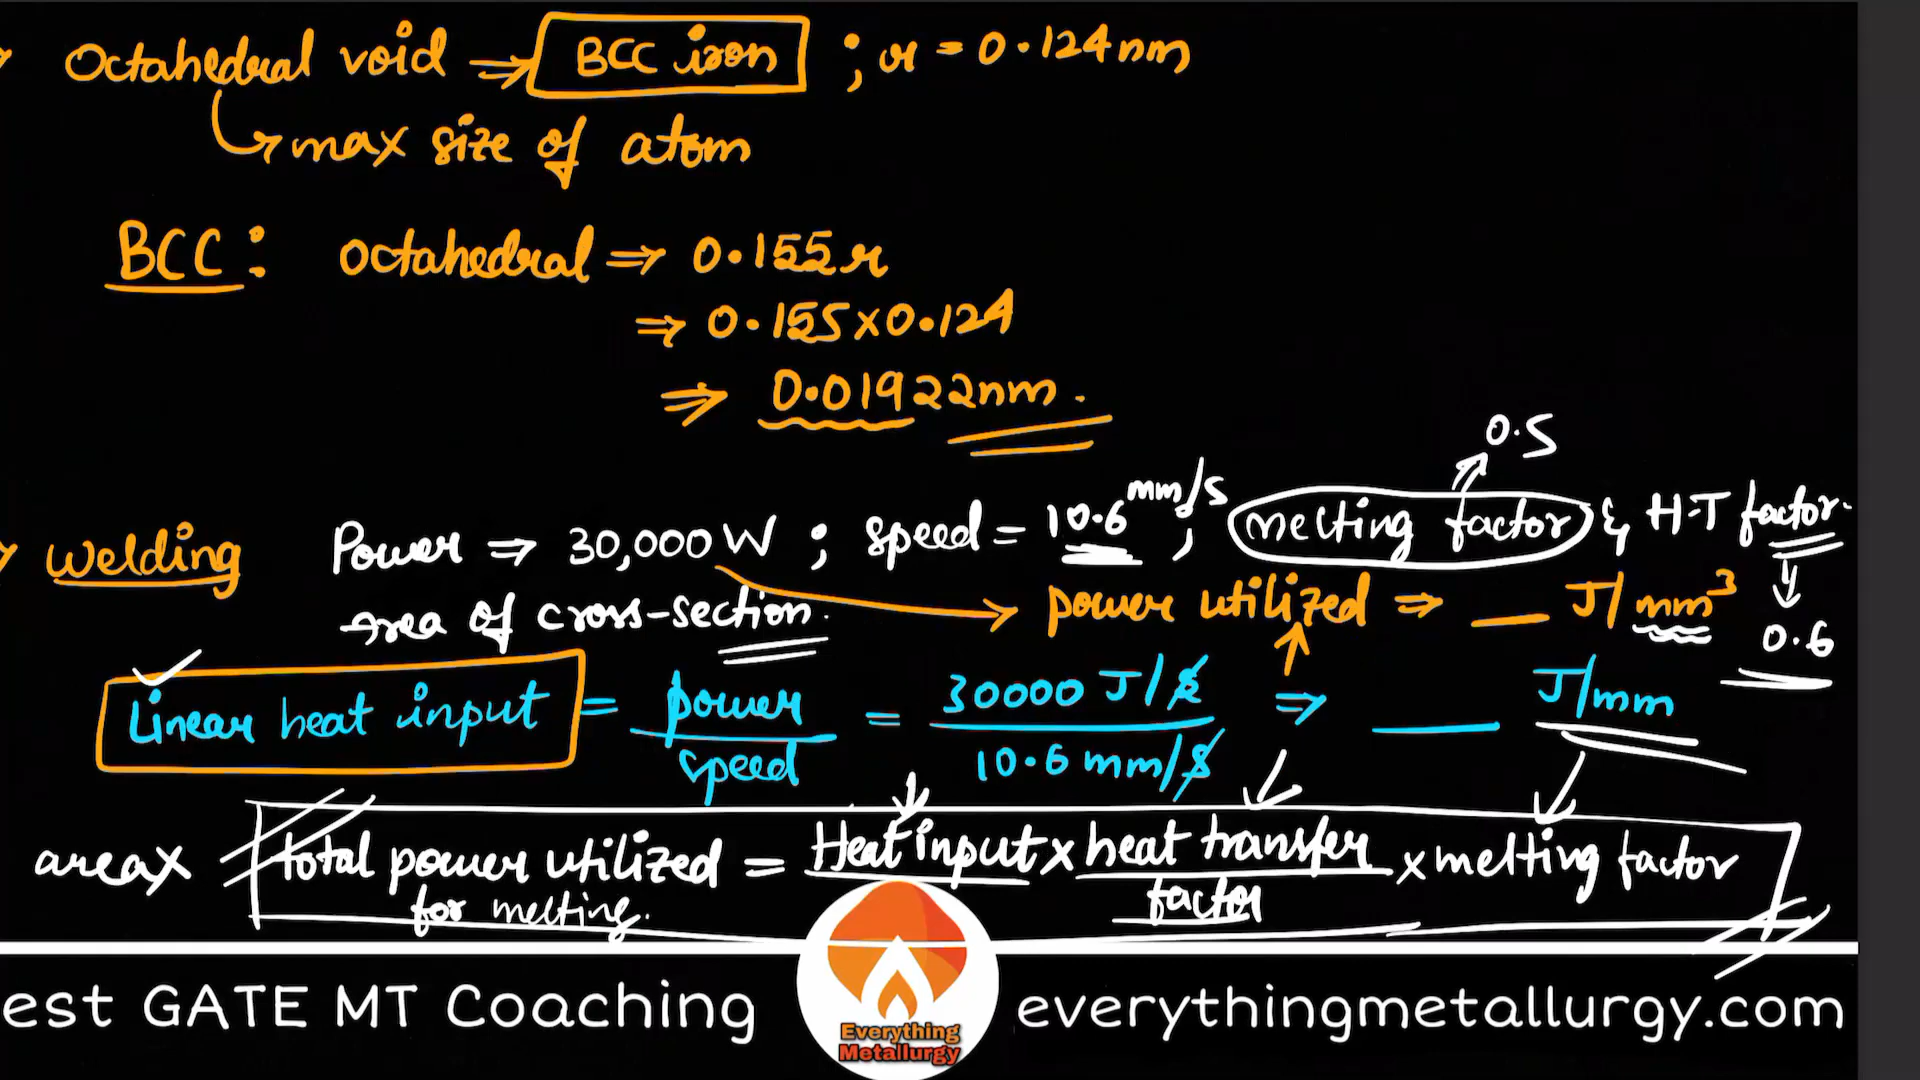 Octahedral void ⇒ BCC iron ; r = 0.124nm
↳ max size of atom
BCC: octahedral ⇒ 0.155r
⇒ 0.155×0.124
⇒ 0.01922nm.
0.5
Welding Power ⇒ 30,000W ; speed = 10.6 mm/s ; melting factor & H.T factor.
Area of cross-section. → power utilized ⇒ __ J/mm³
0.6
Linear heat input = power / speed = 30000 J/s / 10.6 mm/s ⇒ ___ J/mm
area× total power utilized for melting. = Heat input × heat transfer factor × melting factor
est GATE MT Coaching
Everything
Metallurgy
everythingmetallurgy.com